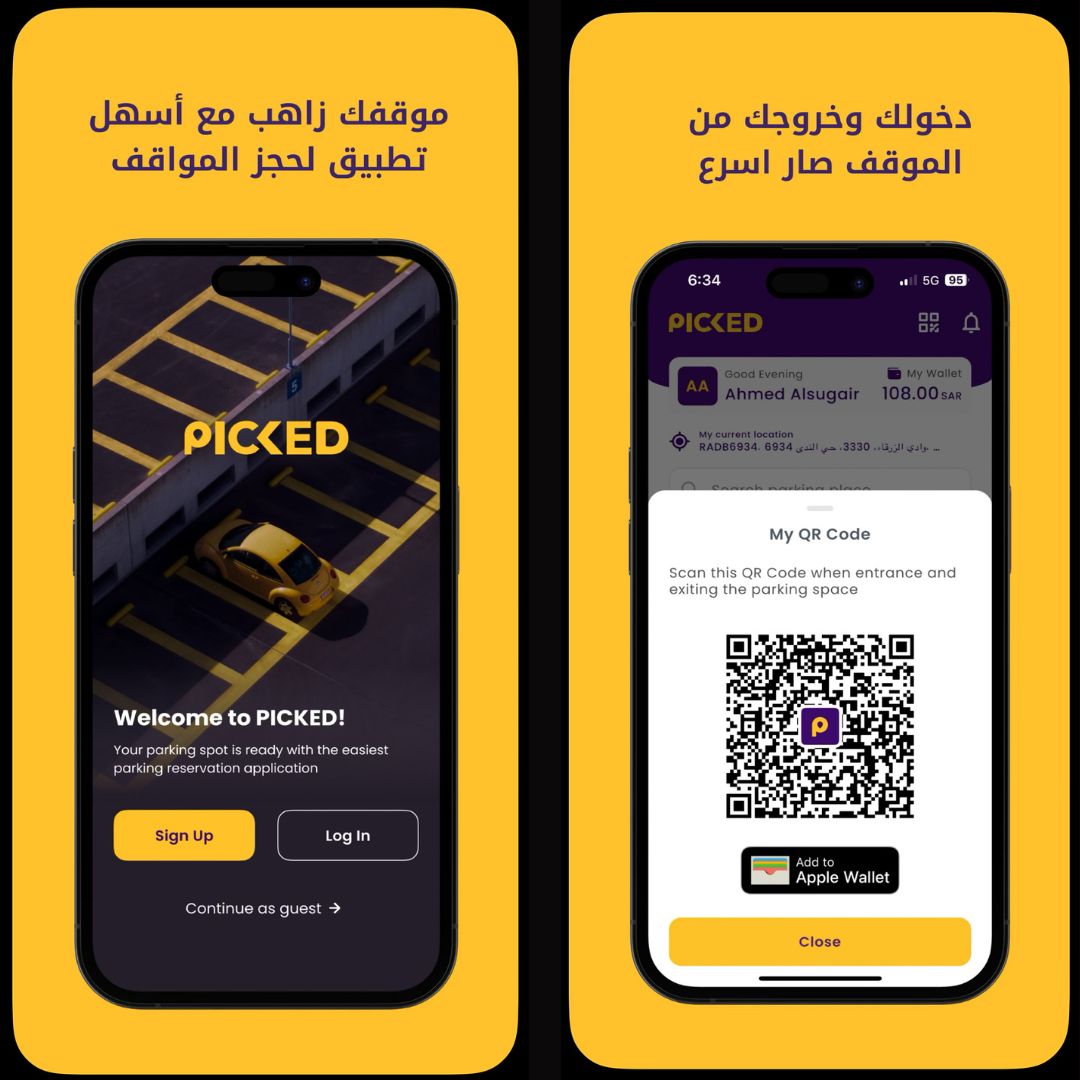 موقفك زاهب مع أسهل
تطبيق لحجز المواقف
5
PICKED
Welcome to PICKED!
Your parking spot is ready with the easiest
parking reservation application
Sign Up
Log In
Continue as guest →
دخولك وخروجك من
الموقف صار اسرع
6:34
5G 95
PICKED
AA
Good Evening
Ahmed Alsugair
My Wallet
108.00 SAR
My current location
RADB6934، 6934 وادي الزرقاء، 3330، حي الندى، ...
Search parking place
My QR Code
Scan this QR Code when entrance and
exiting the parking space
P
Add to
Apple Wallet
Close